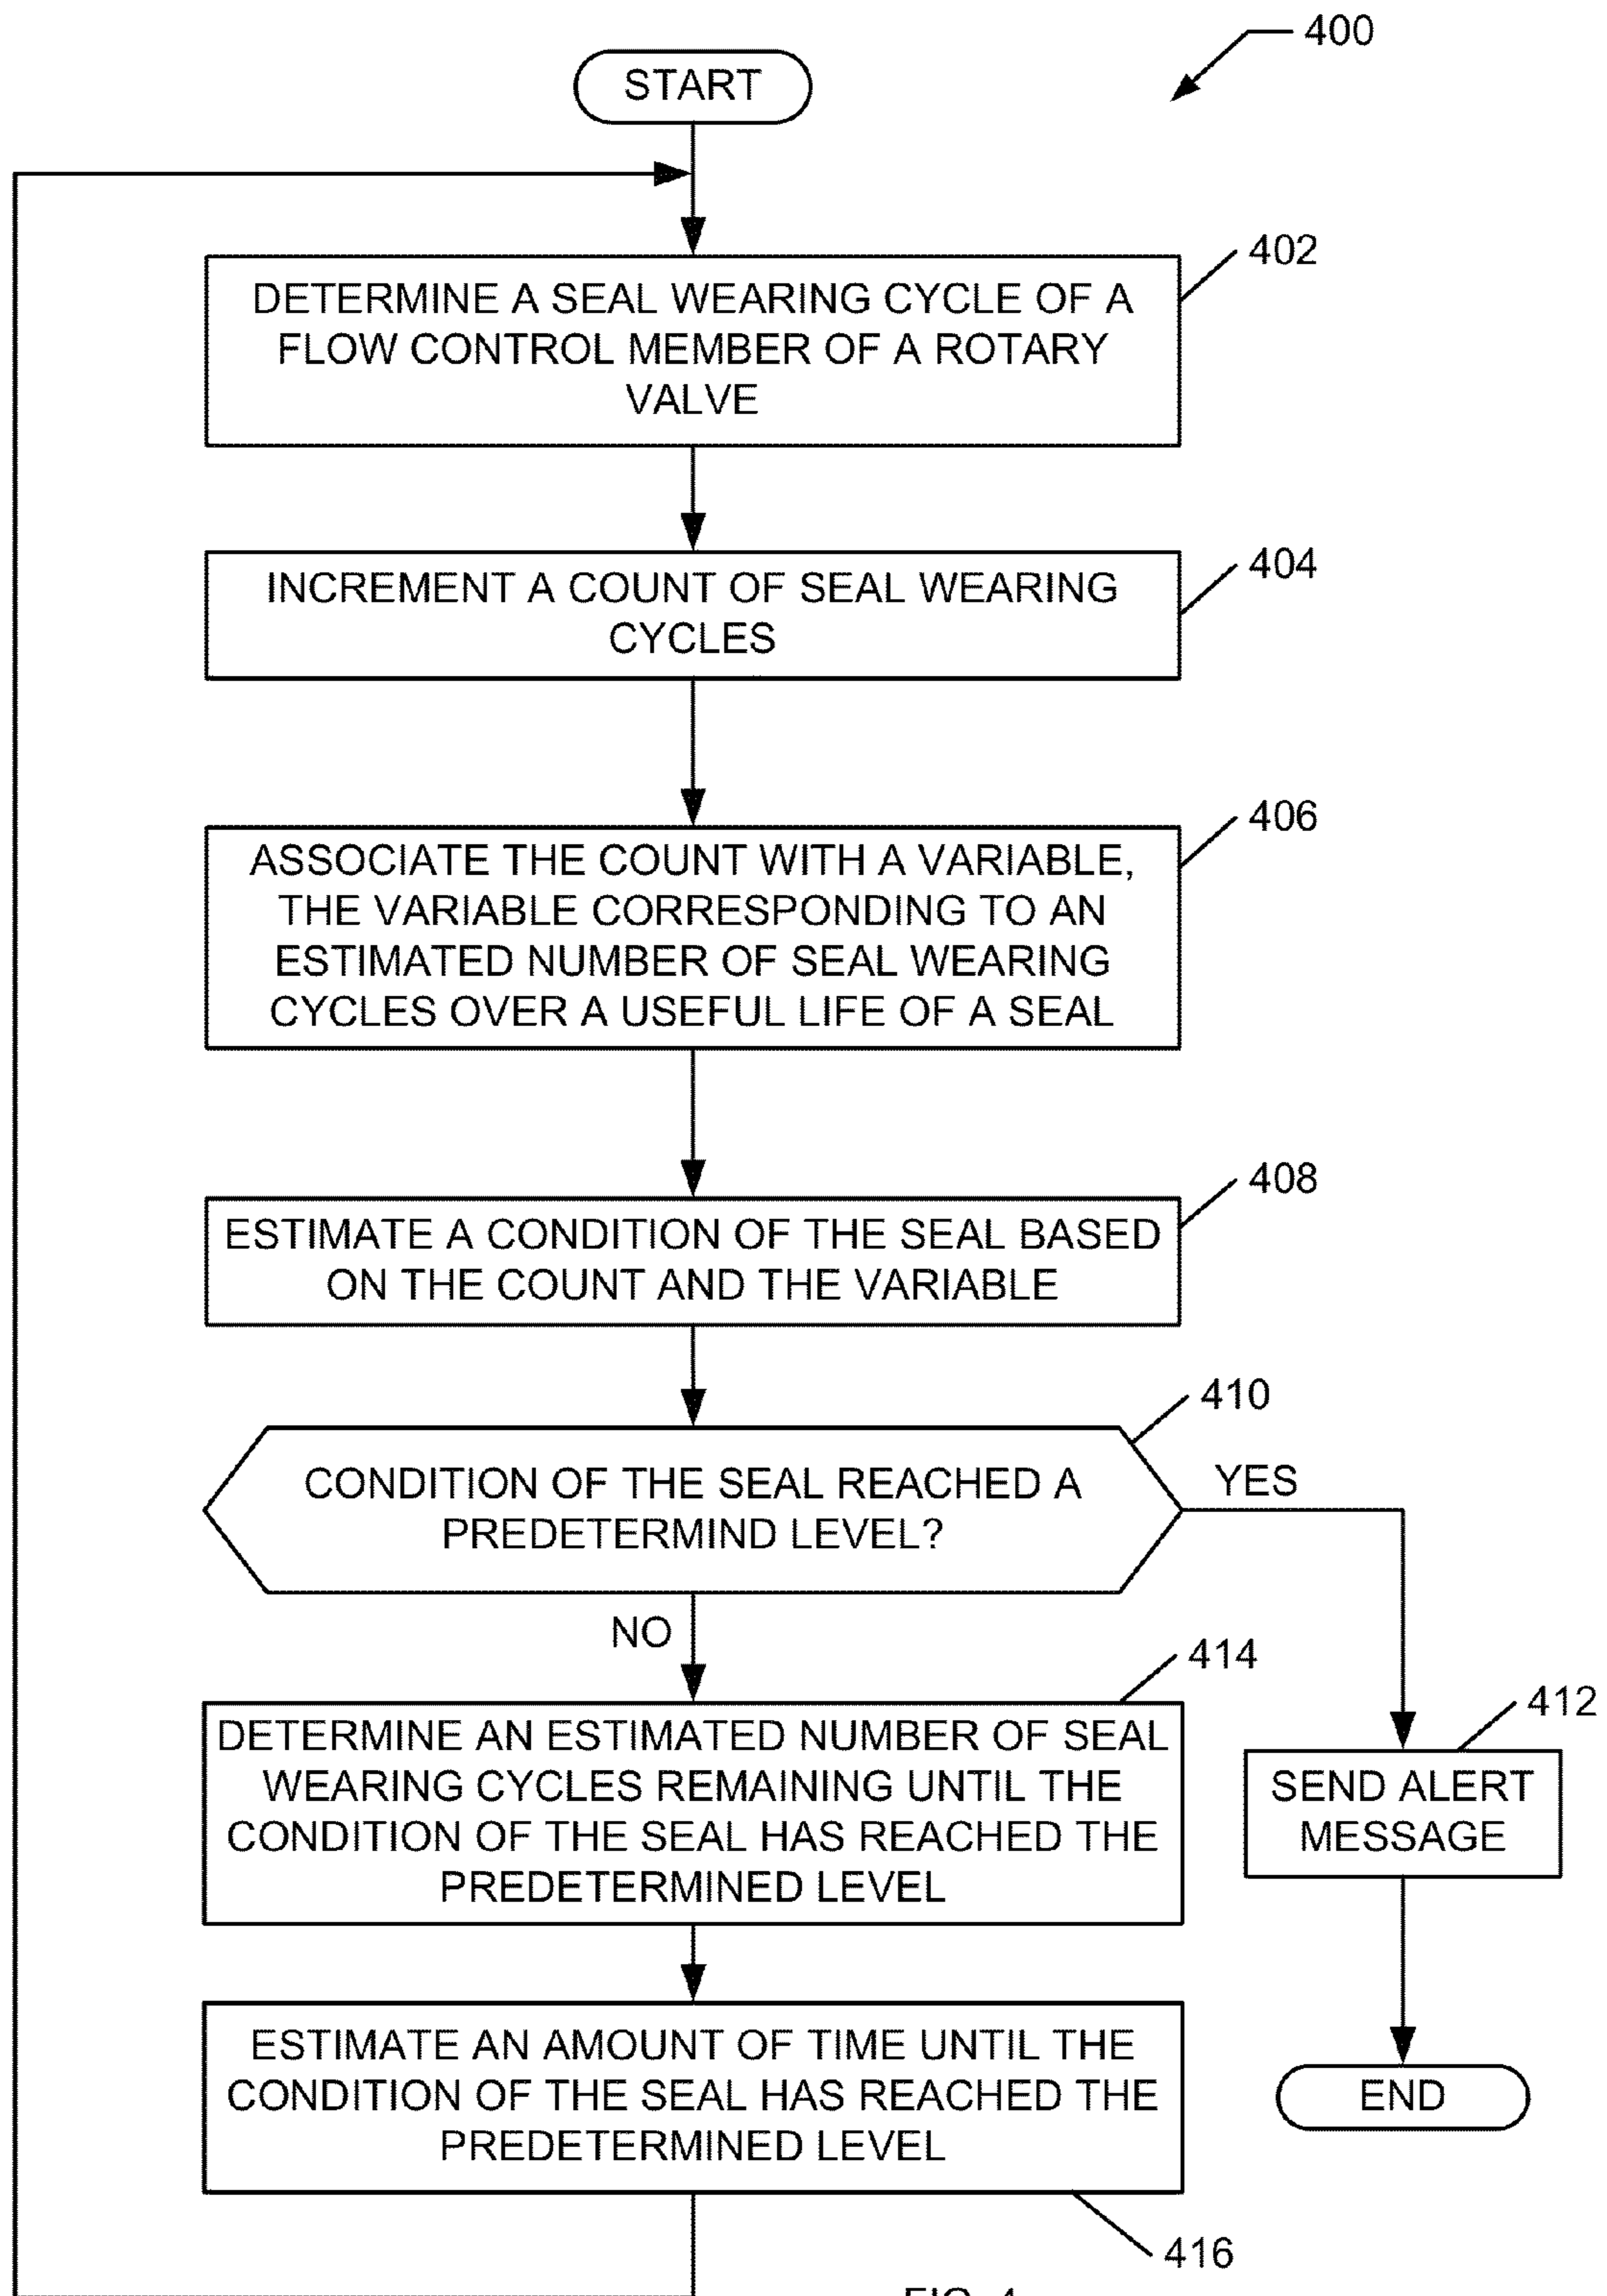 400
START
402
DETERMINE A SEAL WEARING CYCLE OF A
FLOW CONTROL MEMBER OF A ROTARY
VALVE
404
INCREMENT A COUNT OF SEAL WEARING
CYCLES
406
ASSOCIATE THE COUNT WITH A VARIABLE,
THE VARIABLE CORRESPONDING TO AN
ESTIMATED NUMBER OF SEAL WEARING
CYCLES OVER A USEFUL LIFE OF A SEAL
408
ESTIMATE A CONDITION OF THE SEAL BASED
ON THE COUNT AND THE VARIABLE
410
CONDITION OF THE SEAL REACHED A
PREDETERMIND LEVEL?
YES
NO
414
DETERMINE AN ESTIMATED NUMBER OF SEAL
WEARING CYCLES REMAINING UNTIL THE
CONDITION OF THE SEAL HAS REACHED THE
PREDETERMINED LEVEL
412
SEND ALERT
MESSAGE
ESTIMATE AN AMOUNT OF TIME UNTIL THE
CONDITION OF THE SEAL HAS REACHED THE
PREDETERMINED LEVEL
END
416
FIG. 4